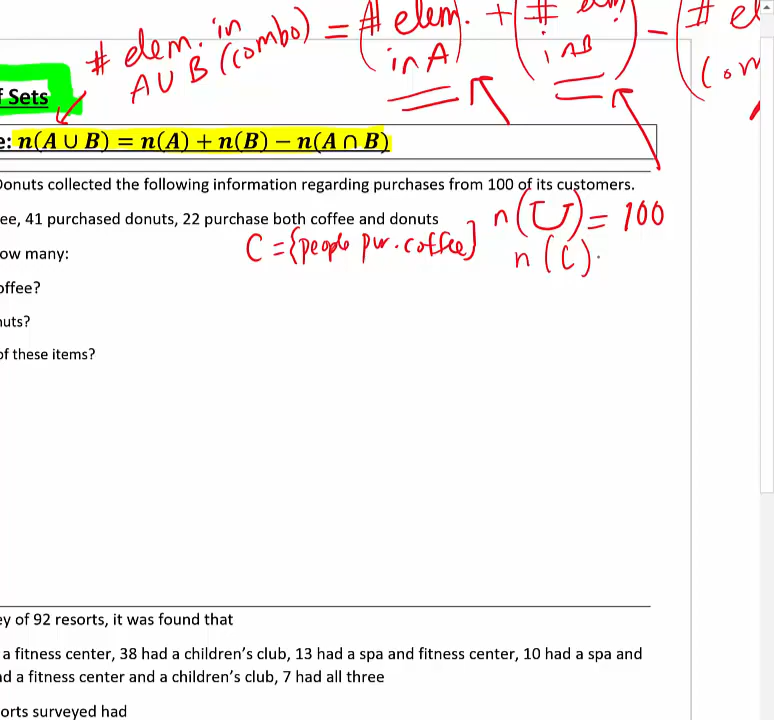 # elem. in A ∪ B (combo) = (# elem. in A) + (# elem. in B) − (# el
com
f Sets
e: n(A ∪ B) = n(A) + n(B) − n(A ∩ B)
Donuts collected the following information regarding purchases from 100 of its customers.
ee, 41 purchased donuts, 22 purchase both coffee and donuts
n(U) = 100
ow many:
C = {people pur. coffee}
n(C)
offee?
nuts?
of these items?
ey of 92 resorts, it was found that
a fitness center, 38 had a children's club, 13 had a spa and fitness center, 10 had a spa and
ad a fitness center and a children's club, 7 had all three
orts surveyed had